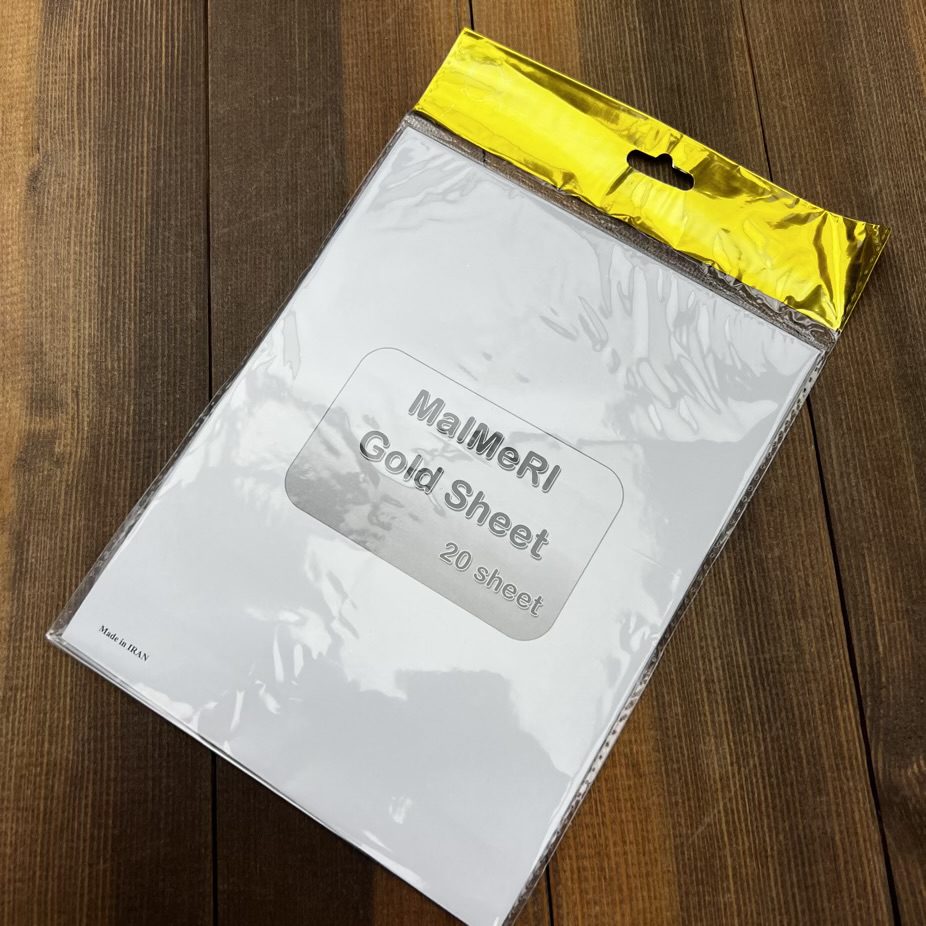 MalMeRI
Gold Sheet
20 sheet
Made in IRAN